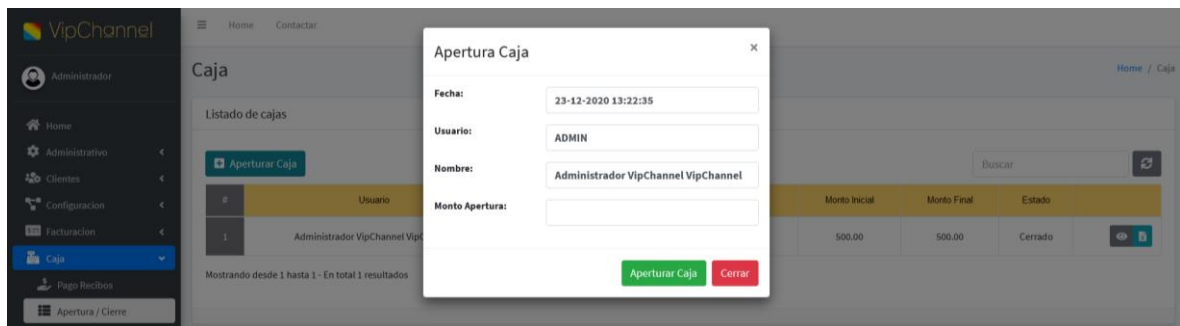 VipChannel
Home Contactar
Administrador
Caja
Home / Caja
Listado de cajas
Home
Administrativo
Clientes
Configuracion
Facturacion
Caja
Pago Recibos
Apertura / Cierre
Aperturar Caja
Buscar
# Usuario Monto Inicial Monto Final Estado
1 Administrador VipChannel 500.00 500.00 Cerrado
Mostrando desde 1 hasta 1 - En total 1 resultados
Apertura Caja ×
Fecha: 23-12-2020 13:22:35
Usuario: ADMIN
Nombre: Administrador VipChannel VipChannel
Monto Apertura:
Aperturar Caja Cerrar